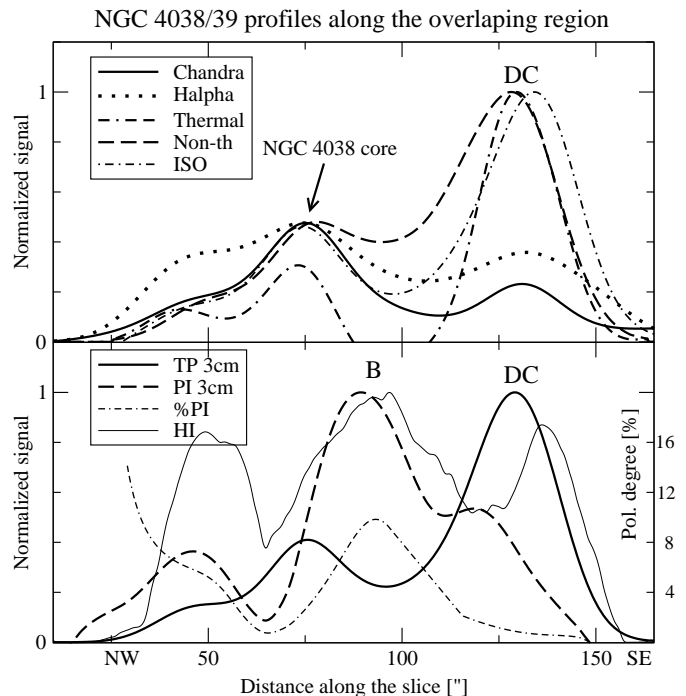 NGC 4038/39 profiles along the overlaping region
Normalized signal
1
0
Chandra
Halpha
Thermal
Non-th
ISO
NGC 4038 core
DC
Normalized signal
1
0
TP 3cm
PI 3cm
%PI
HI
B
DC
Pol. degree [%]
16
12
8
4
NW
50
100
150
SE
Distance along the slice ["]